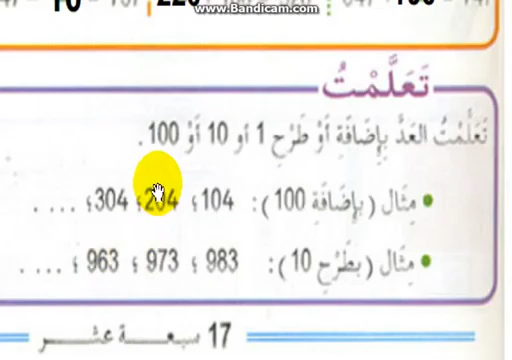 www.Bandicam.com
تَعَلَّمْتُ
تَعَلَّمْتُ العَدَّ بِإِضَافَةِ أَوْ طَرْحِ 1 أو 10 أَوْ 100 .
• مِثَال ( بإِضَافَةِ 100 ) : 104 ؛ 204 ؛ 304 ؛ . . . .
• مِثَال ( بِطَرْحِ 10 ) : 983 ؛ 973 ؛ 963 ؛ . . . .
17 سبعة عشر